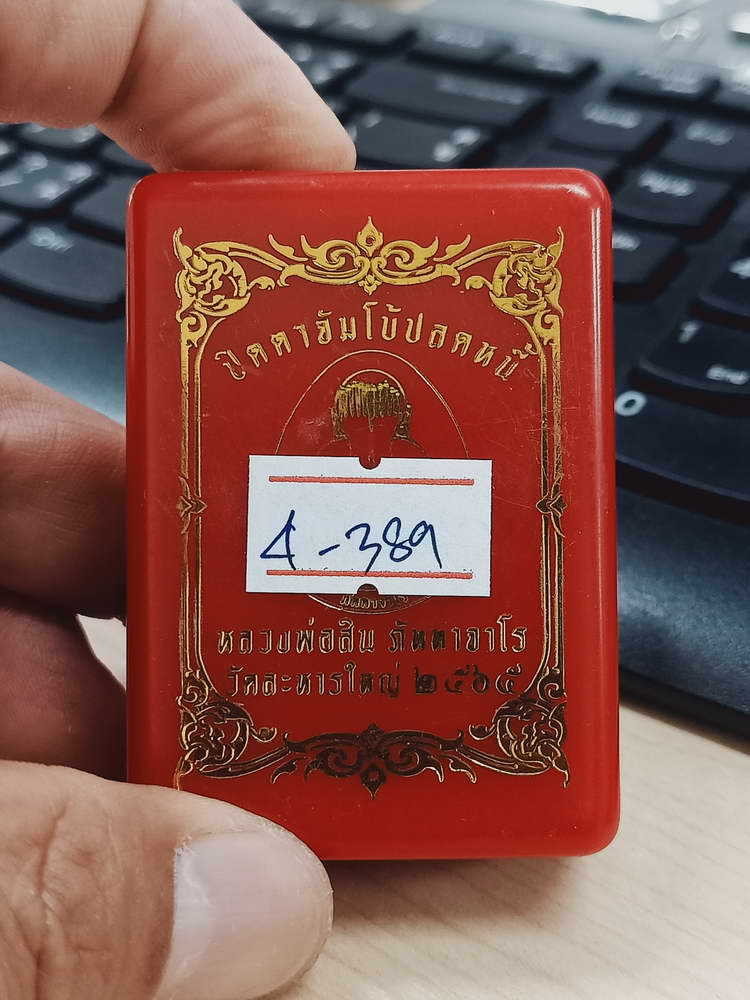 ปิดตาจัมโบ้ปลดหนี้
4-389
หลวงพ่อสิน ภัททาจาโร
วัดละหารใหญ่ ๒๕๖๕
End